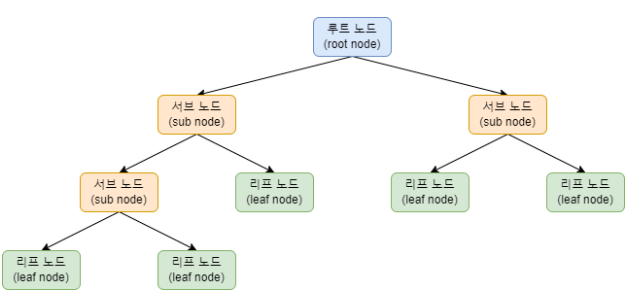 루트 노드
(root node)
서브 노드
(sub node)
서브 노드
(sub node)
서브 노드
(sub node)
리프 노드
(leaf node)
리프 노드
(leaf node)
리프 노드
(leaf node)
리프 노드
(leaf node)
리프 노드
(leaf node)